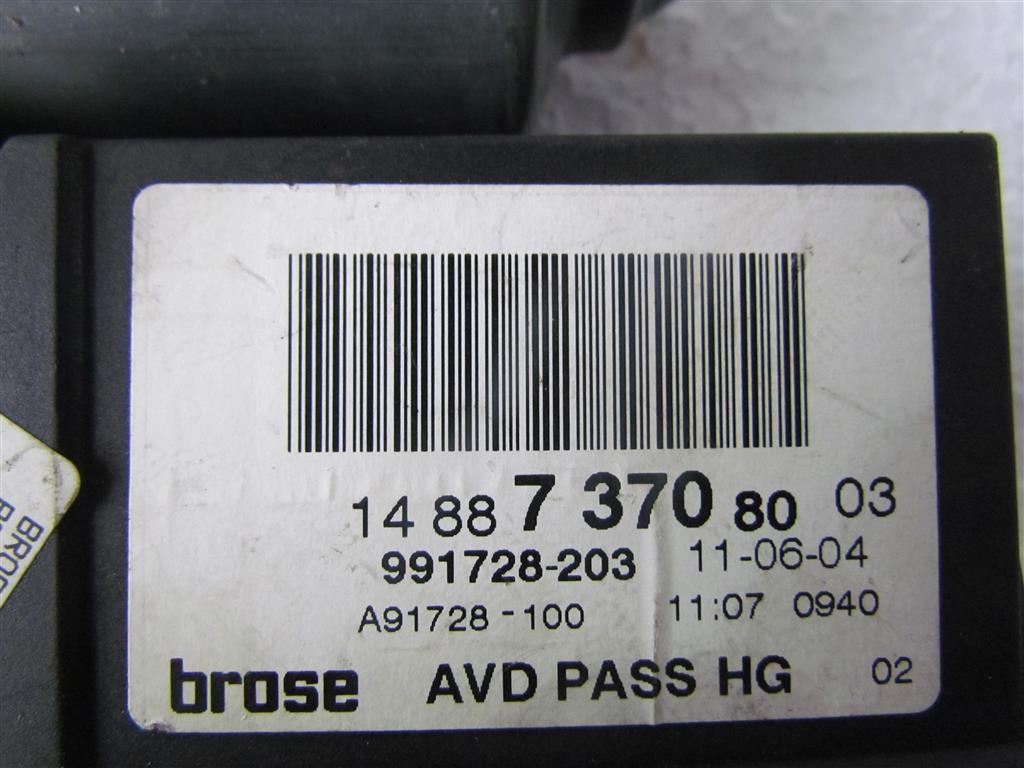 14 88 7 370 80 03
991728-203 11-06-04
A91728-100 11:07 0940
brose AVD PASS HG 02